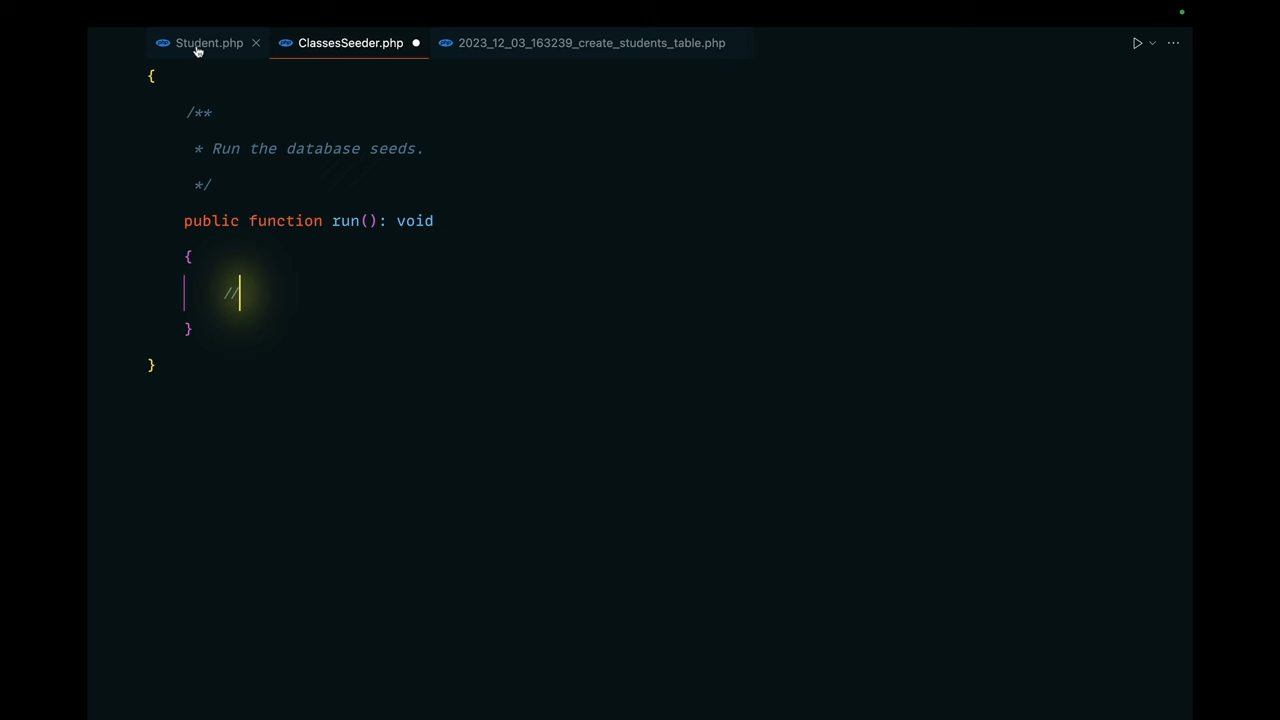 Student.php
ClassesSeeder.php
2023_12_03_163239_create_students_table.php
{
/**
* Run the database seeds.
*/
public function run(): void
{
//
}
}